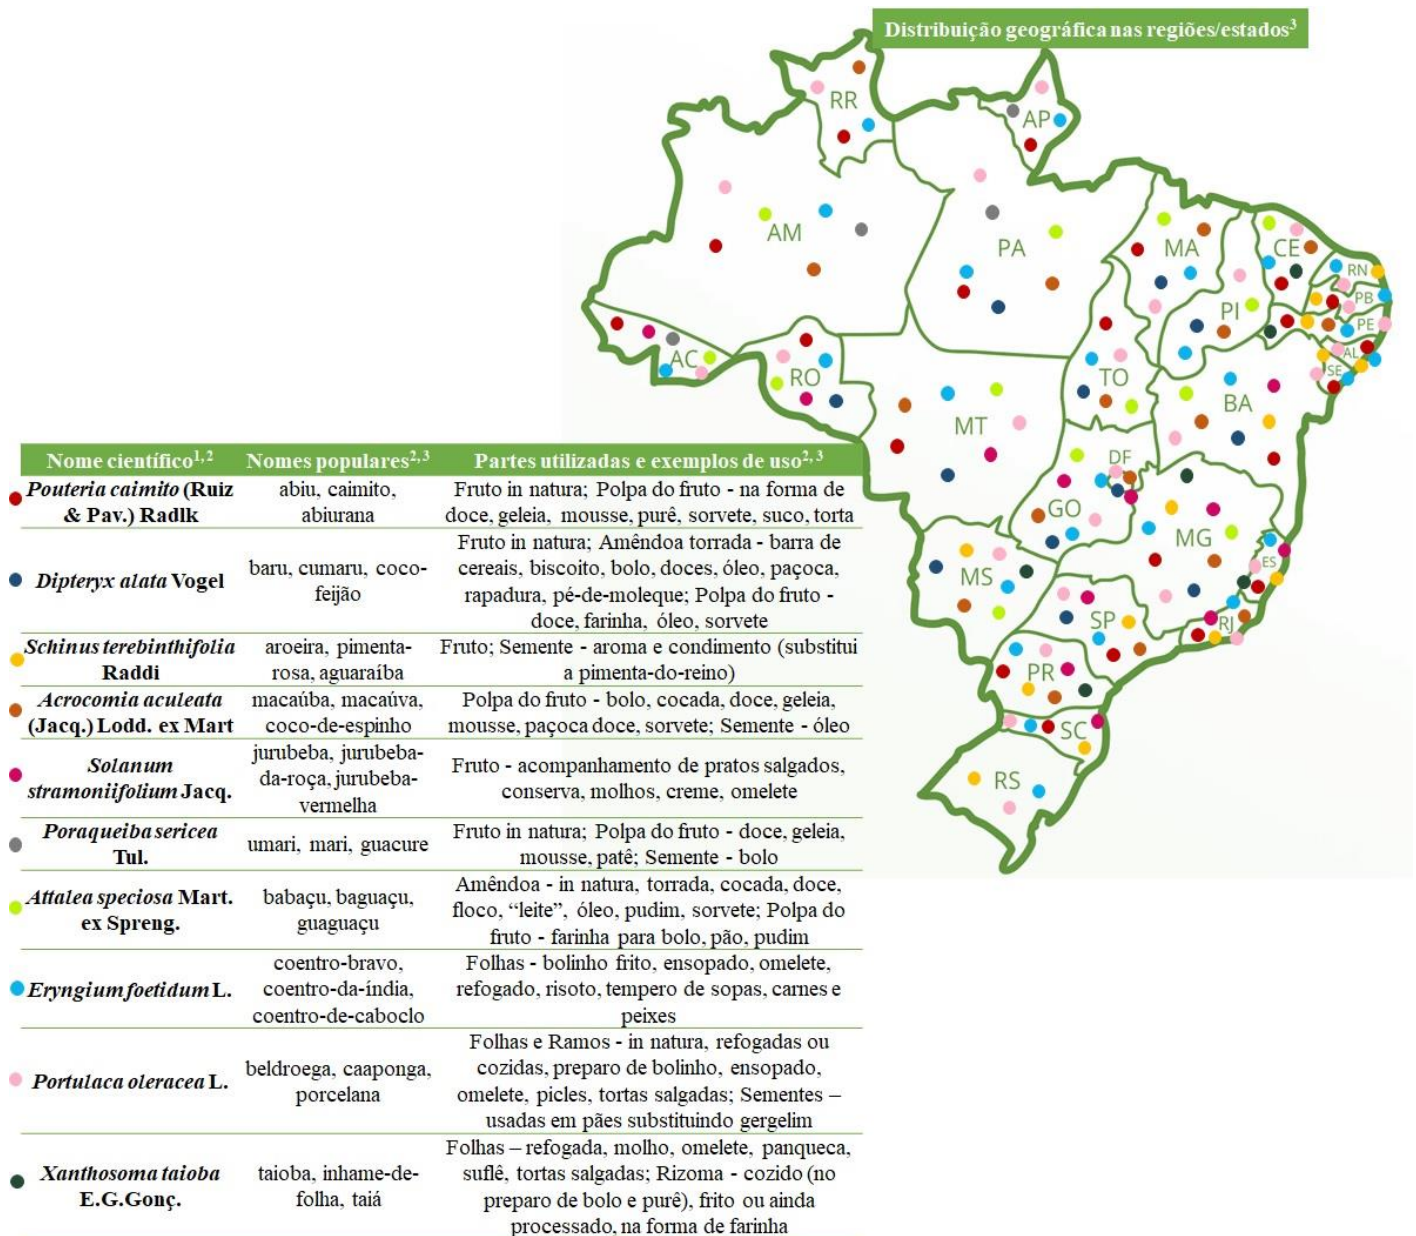 Distribuição geográfica nas regiões/estados³
RR
AP
AM
PA
MA
CE
RN
PB
PE
AL
SE
PI
AC
RO
TO
BA
MT
DF
GO
MG
ES
MS
SP
RJ
PR
SC
RS
Nome científico¹,² Nomes populares²,³ Partes utilizadas e exemplos de uso²,³
Pouteria caimito (Ruiz
& Pav.) Radlk
abiu, caimito,
abiurana
Fruto in natura; Polpa do fruto - na forma de
doce, geleia, mousse, purê, sorvete, suco, torta
Dipteryx alata Vogel
baru, cumaru, coco-
feijão
Fruto in natura; Amêndoa torrada - barra de
cereais, biscoito, bolo, doces, óleo, paçoca,
rapadura, pé-de-moleque; Polpa do fruto -
doce, farinha, óleo, sorvete
Schinus terebinthifolia
Raddi
aroeira, pimenta-
rosa, aguaraíba
Fruto; Semente - aroma e condimento (substitui
a pimenta-do-reino)
Acrocomia aculeata
(Jacq.) Lodd. ex Mart
macaúba, macaúva,
coco-de-espinho
Polpa do fruto - bolo, cocada, doce, geleia,
mousse, paçoca doce, sorvete; Semente - óleo
Solanum
stramoniifolium Jacq.
jurubeba, jurubeba-
da-roça, jurubeba-
vermelha
Fruto - acompanhamento de pratos salgados,
conserva, molhos, creme, omelete
Poraqueiba sericea
Tul.
umari, mari, guacure
Fruto in natura; Polpa do fruto - doce, geleia,
mousse, patê; Semente - bolo
Attalea speciosa Mart.
ex Spreng.
babaçu, baguaçu,
guaguaçu
Amêndoa - in natura, torrada, cocada, doce,
floco, “leite”, óleo, pudim, sorvete; Polpa do
fruto - farinha para bolo, pão, pudim
Eryngium foetidum L.
coentro-bravo,
coentro-da-índia,
coentro-de-caboclo
Folhas - bolinho frito, ensopado, omelete,
refogado, risoto, tempero de sopas, carnes e
peixes
Portulaca oleracea L.
beldroega, caaponga,
porcelana
Folhas e Ramos - in natura, refogadas ou
cozidas, preparo de bolinho, ensopado,
omelete, picles, tortas salgadas; Sementes –
usadas em pães substituindo gergelim
Xanthosoma taioba
E.G.Gonç.
taioba, inhame-de-
folha, taiá
Folhas – refogada, molho, omelete, panqueca,
suflê, tortas salgadas; Rizoma - cozido (no
preparo de bolo e purê), frito ou ainda
processado, na forma de farinha